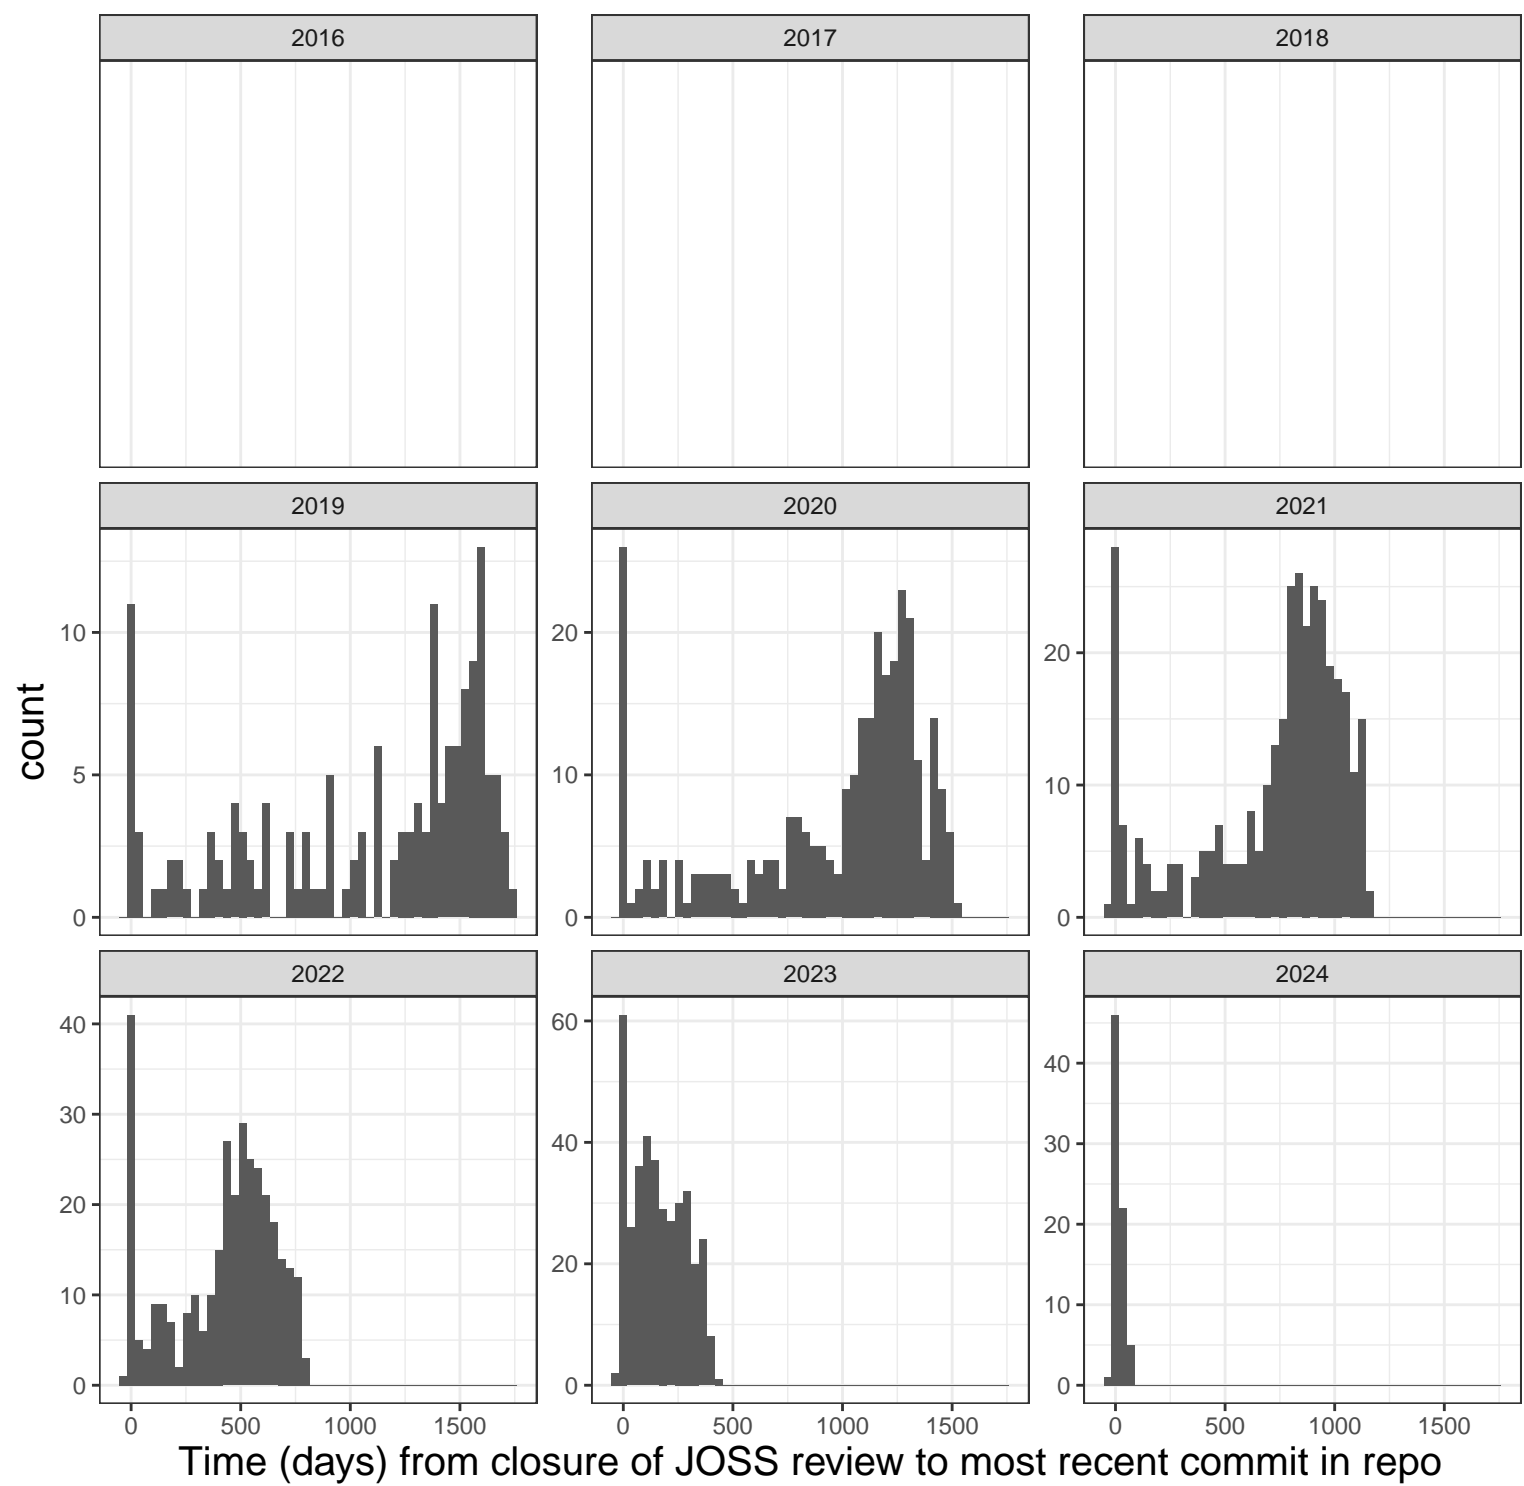 2016 2017 2018
2019 2020 2021
10 20 20
5 10 10
0 0 0
count
2022 2023 2024
40 60 40
30 40 30
20 20 20
10 0 10
0 0
0 500 1000 1500 0 500 1000 1500 0 500 1000 1500
Time (days) from closure of JOSS review to most recent commit in repo